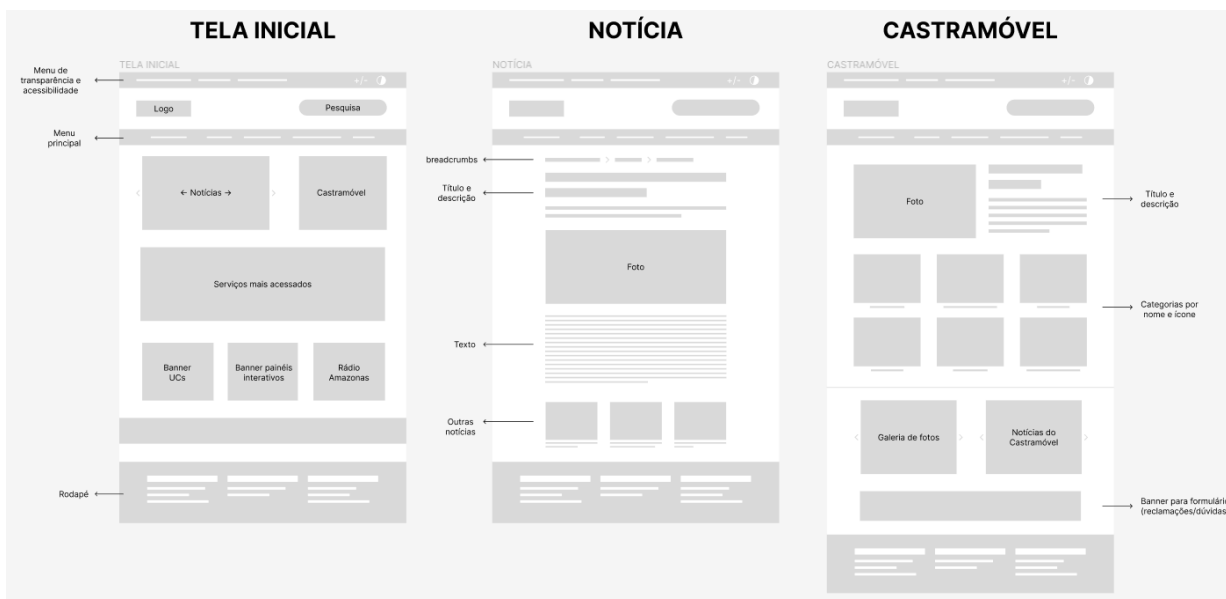 TELA INICIAL
TELA INICIAL
Menu de
transparência e
acessibilidade
+/-
Logo
Pesquisa
Menu
principal
← Notícias →
Castramóvel
Serviços mais acessados
Banner
UCs
Banner painéis
interativos
Rádio
Amazonas
Rodapé
NOTÍCIA
NOTÍCIA
+/-
breadcrumbs
Título e
descrição
Foto
Texto
Outras
notícias
CASTRAMÓVEL
CASTRAMÓVEL
+/-
Foto
Título e
descrição
Categorias por
nome e ícone
Galeria de fotos
Notícias do
Castramóvel
Banner para formulário
(reclamações/dúvidas